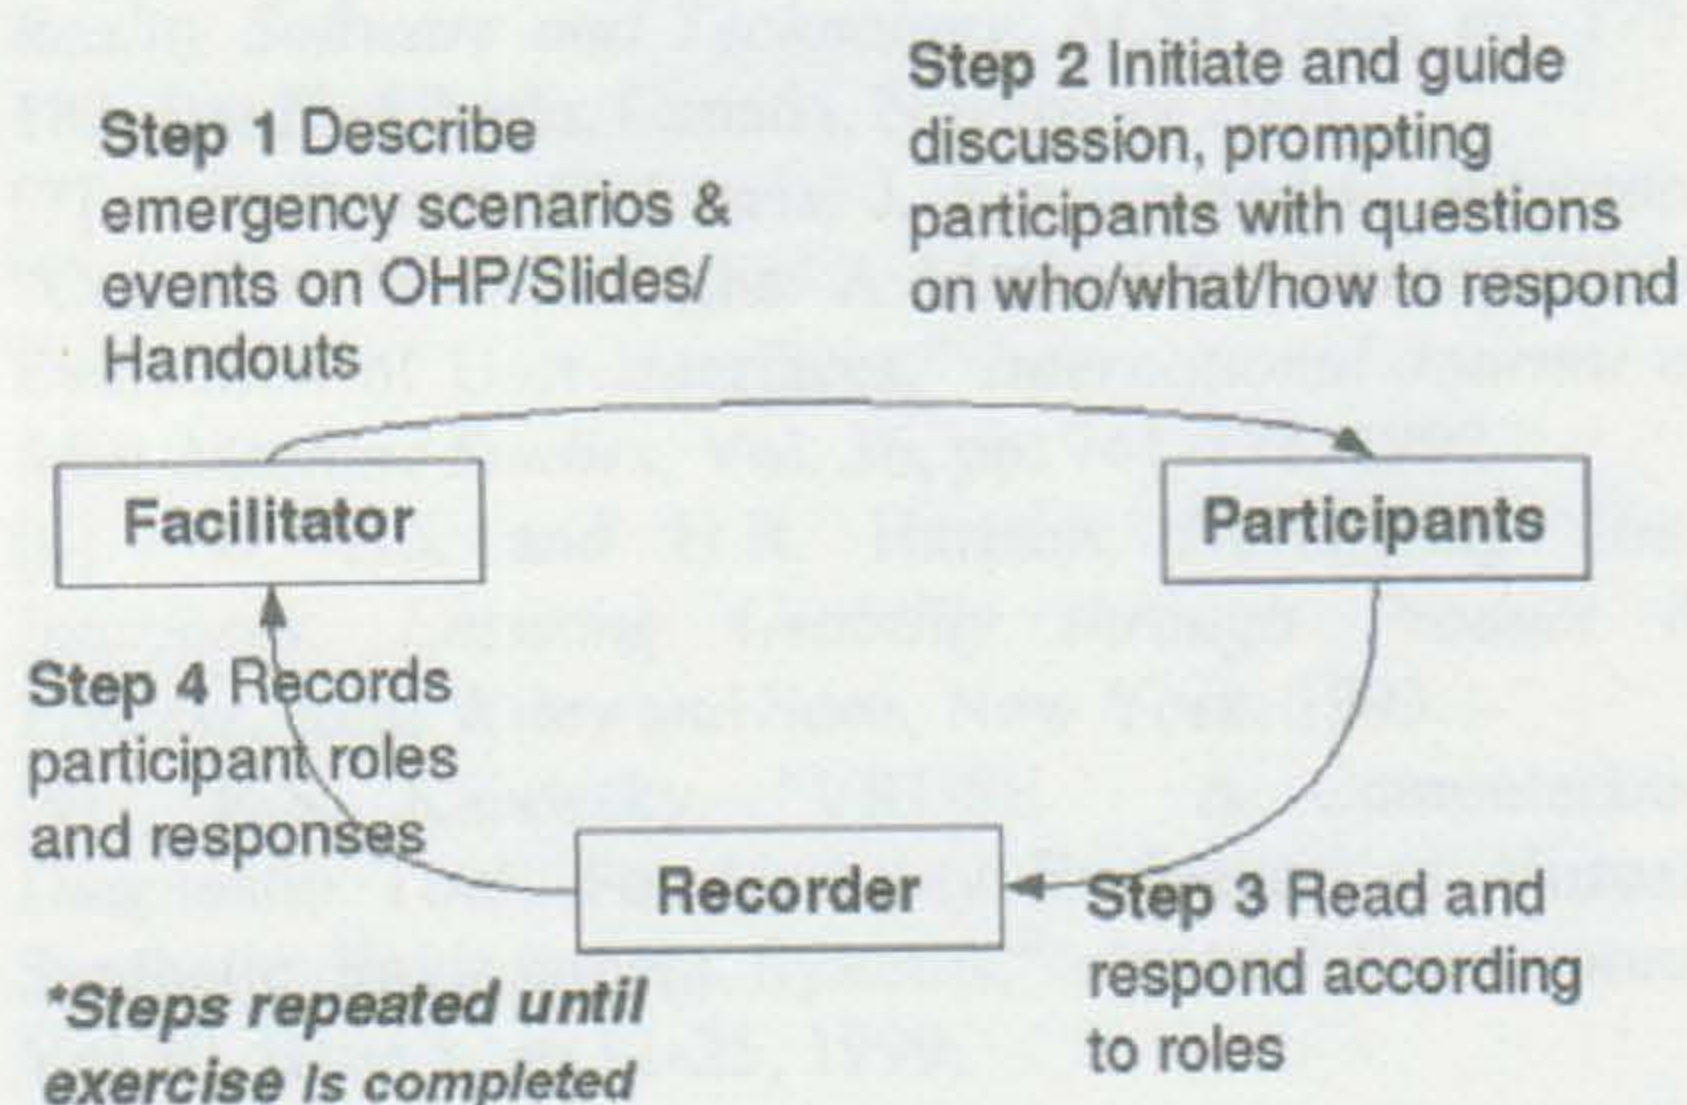 Step 1 Describe
emergency scenarios &
events on OHP/Slides/
Handouts
Step 2 Initiate and guide
discussion, prompting
participants with questions
on who/what/how to respond
Facilitator
Participants
Step 4 Records
participant roles
and responses
Recorder
Step 3 Read and
respond according
to roles
*Steps repeated until
exercise is completed